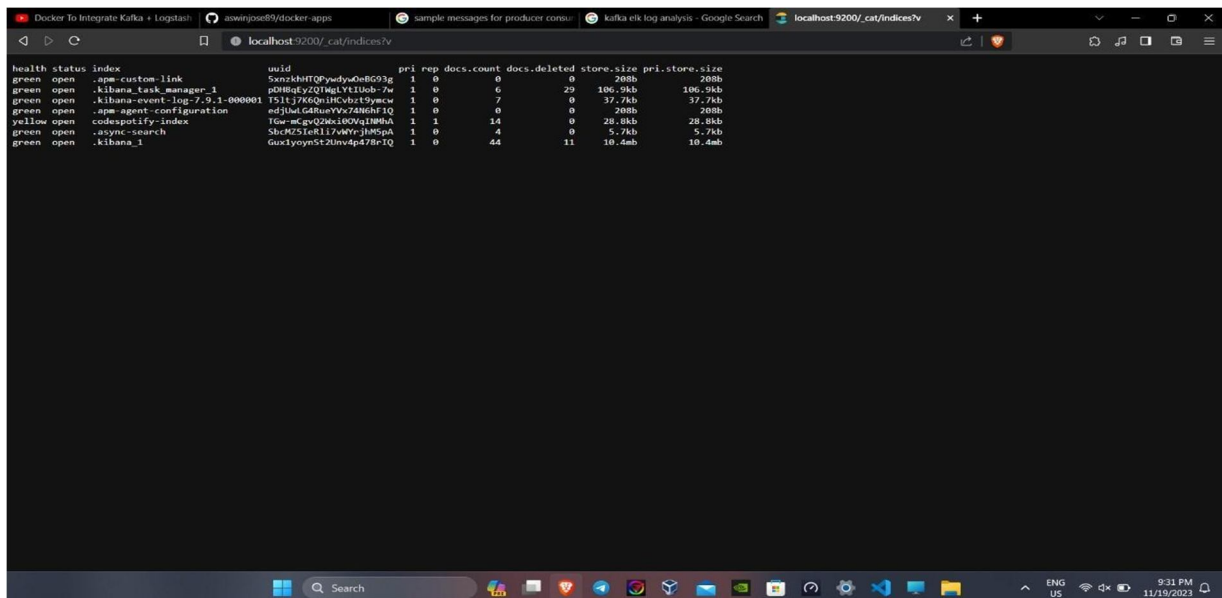 Docker To Integrate Kafka + Logstash
aswinjose89/docker-apps
sample messages for producer consur
kafka elk log analysis - Google Search
localhost:9200/_cat/indices?v
localhost:9200/_cat/indices?v
health status index uuid pri rep docs.count docs.deleted store.size pri.store.size
green open .apm-custom-link 5xnzkhHTQPywdywOeBG93g 1 0 0 0 208b 208b
green open .kibana_task_manager_1 pDHBqEyZQTWgLYtIUob-7w 1 0 6 29 106.9kb 106.9kb
green open .kibana-event-log-7.9.1-000001 T5ltj7K6QniHCvbzt9ymcw 1 0 7 0 37.7kb 37.7kb
green open .apm-agent-configuration edjUwLG4RueYVx74N6hF1Q 1 0 0 0 208b 208b
yellow open codespotify-index TGw-mCgvQ2Wxi0OVqINMhA 1 1 14 0 28.8kb 28.8kb
green open .async-search SbcMZ5IeRli7vWYrjhM5pA 1 0 4 0 5.7kb 5.7kb
green open .kibana_1 Gux1yoynSt2Unv4p478rIQ 1 0 44 11 10.4mb 10.4mb
Search
ENG
US
9:31 PM
11/19/2023